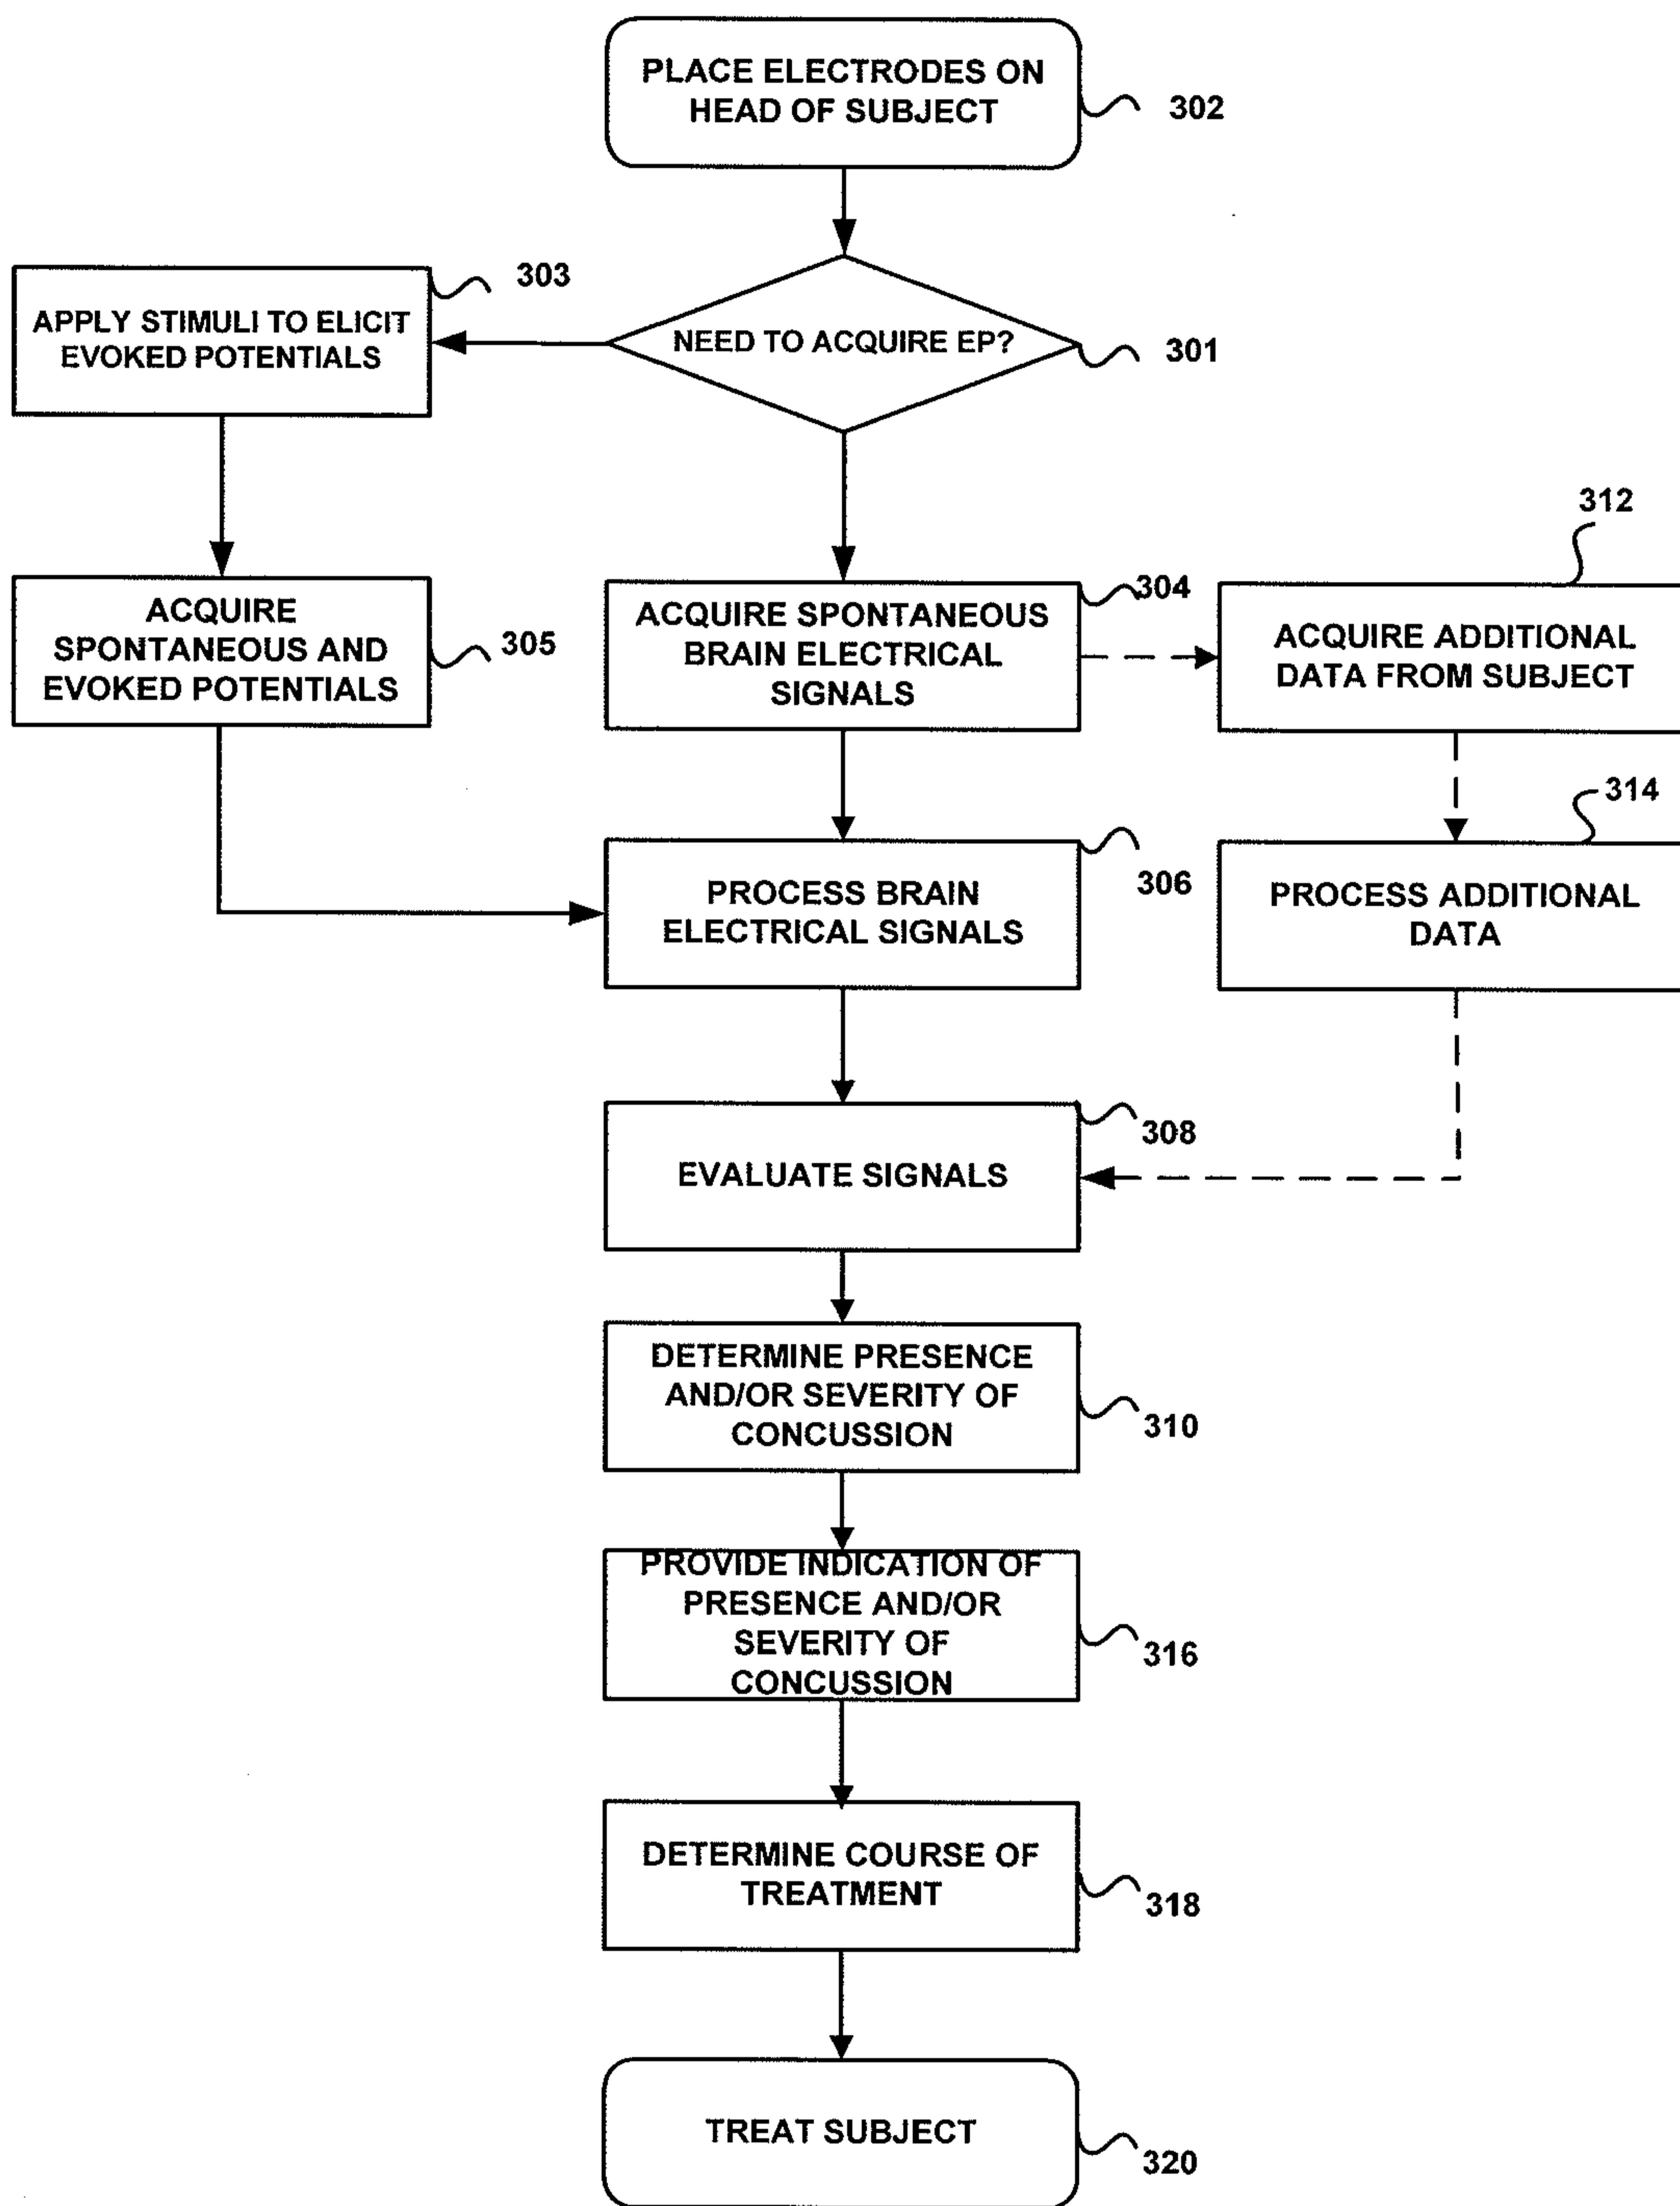 PLACE ELECTRODES ON
HEAD OF SUBJECT
302
303
APPLY STIMULI TO ELICIT
EVOKED POTENTIALS
NEED TO ACQUIRE EP?
301
312
ACQUIRE
SPONTANEOUS AND
EVOKED POTENTIALS
305
304
ACQUIRE SPONTANEOUS
BRAIN ELECTRICAL
SIGNALS
ACQUIRE ADDITIONAL
DATA FROM SUBJECT
314
PROCESS BRAIN
ELECTRICAL SIGNALS
306
PROCESS ADDITIONAL
DATA
308
EVALUATE SIGNALS
DETERMINE PRESENCE
AND/OR SEVERITY OF
CONCUSSION
310
PROVIDE INDICATION OF
PRESENCE AND/OR
SEVERITY OF
CONCUSSION
316
DETERMINE COURSE OF
TREATMENT
318
TREAT SUBJECT
320